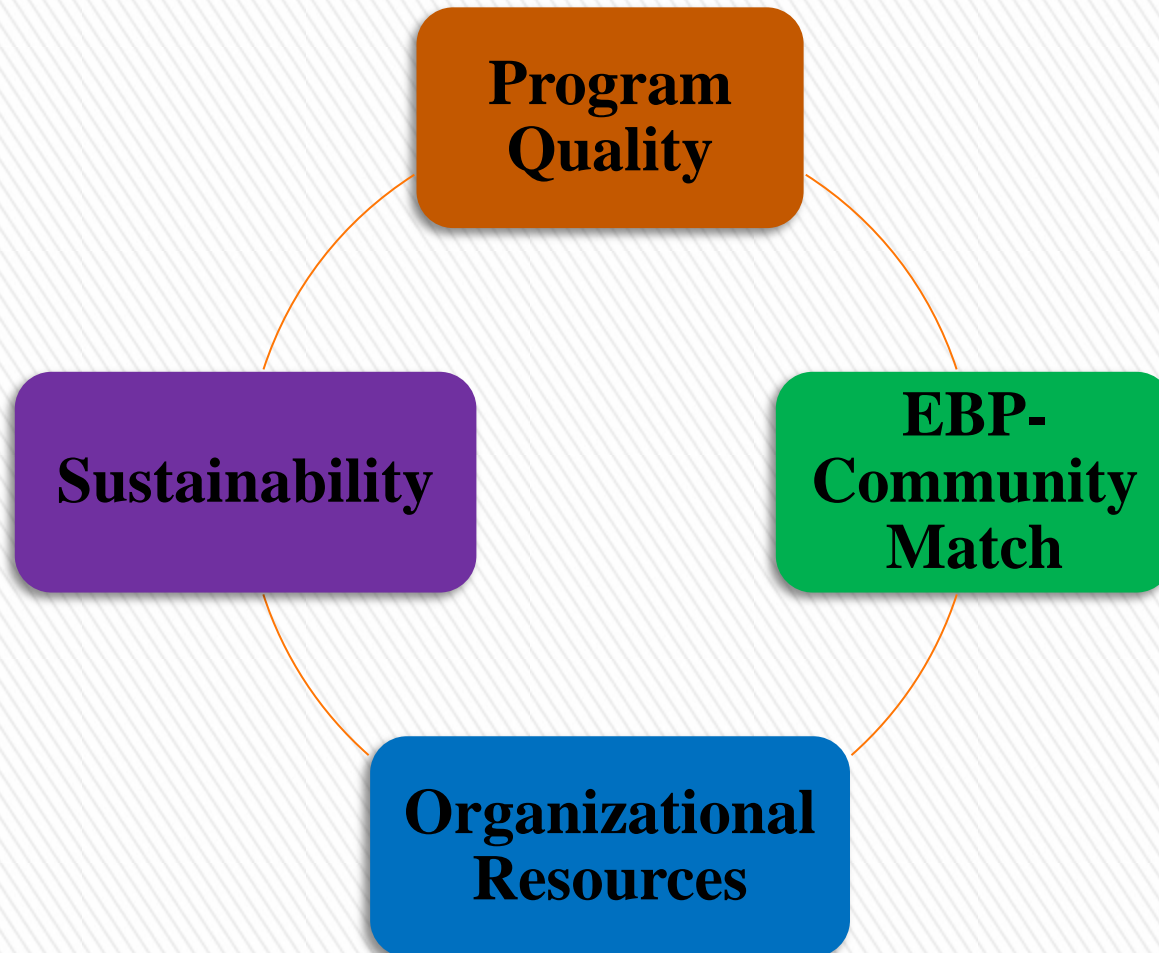 Program
Quality
Sustainability
EBP-
Community
Match
Organizational
Resources